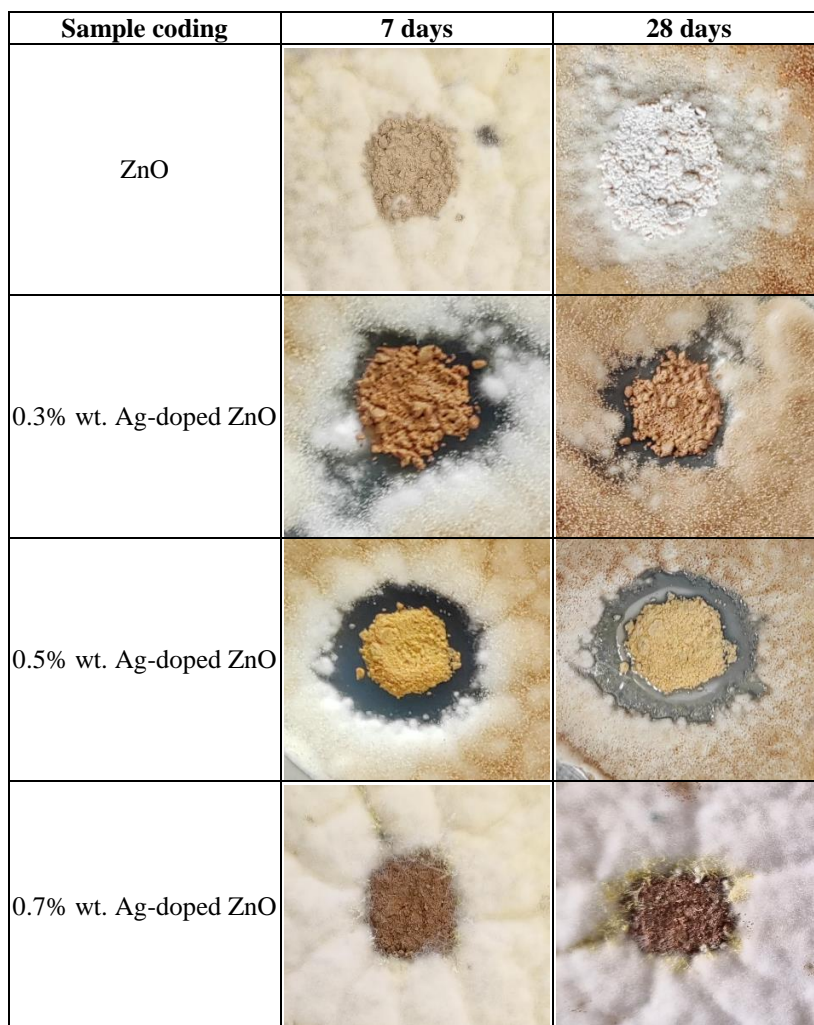 Sample coding 7 days 28 days
ZnO
0.3% wt. Ag-doped ZnO
0.5% wt. Ag-doped ZnO
0.7% wt. Ag-doped ZnO